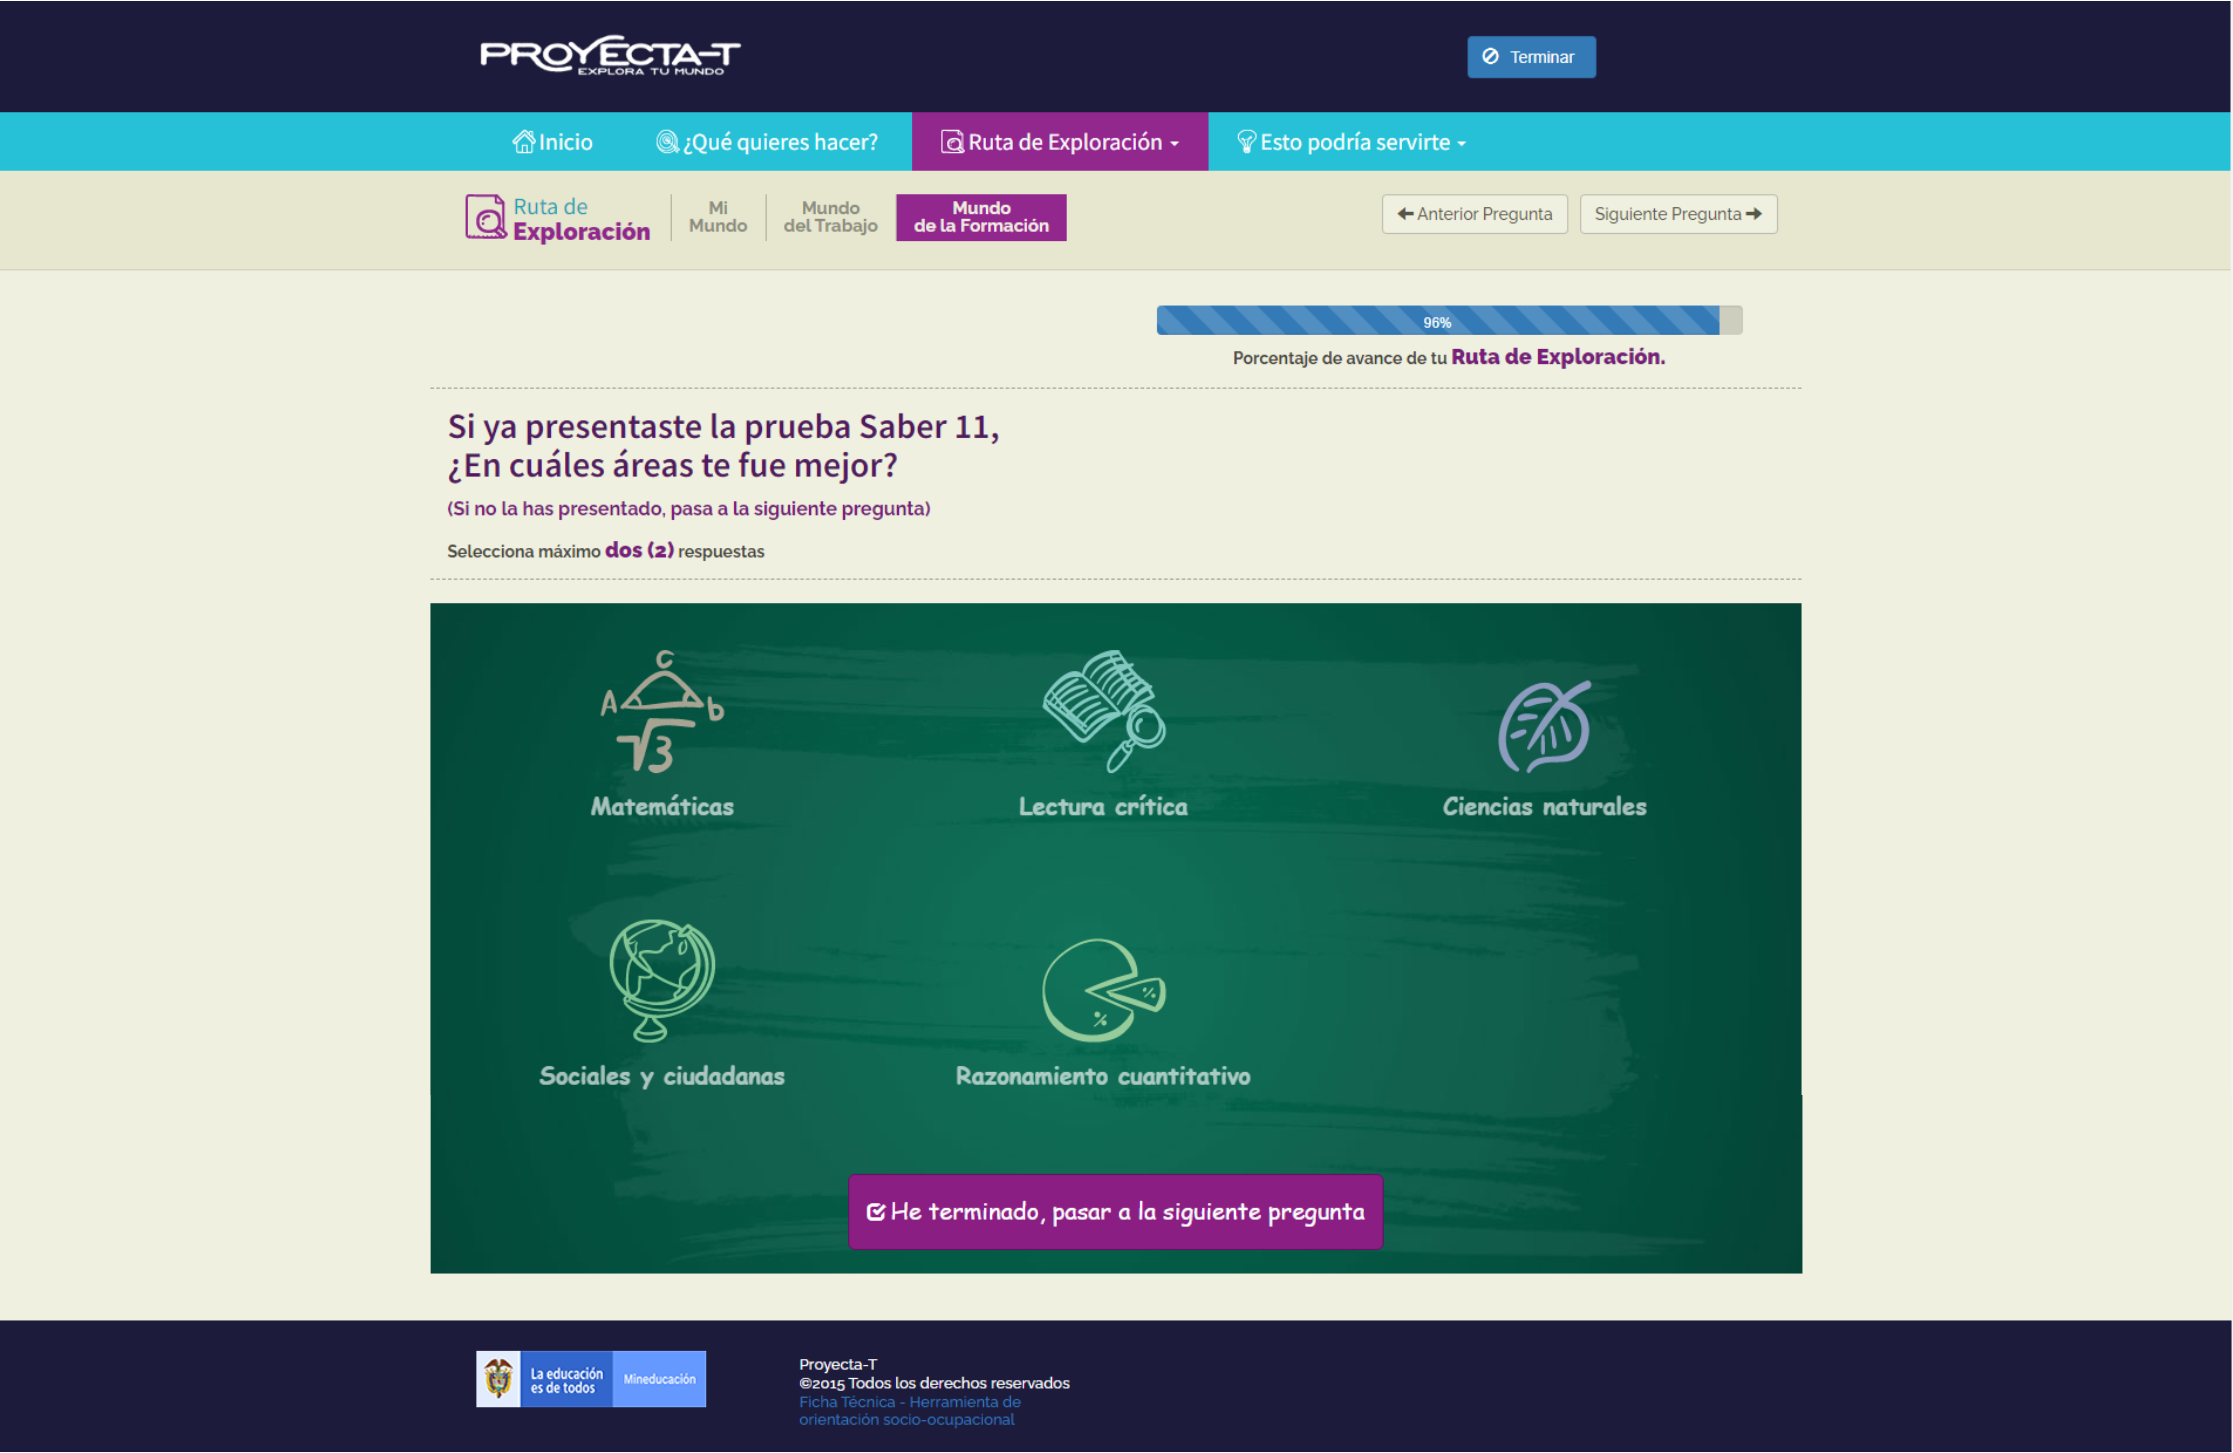 PROYECTA-T
EXPLORA TU MUNDO
Terminar
Inicio
¿Qué quieres hacer?
Ruta de Exploración
Esto podría servirte
Ruta de
Exploración
Mi
Mundo
Mundo
del Trabajo
Mundo
de la Formación
Anterior Pregunta
Siguiente Pregunta
96%
Porcentaje de avance de tu Ruta de Exploración.
Si ya presentaste la prueba Saber 11,
¿En cuáles áreas te fue mejor?
(Si no la has presentado, pasa a la siguiente pregunta)
Selecciona máximo dos (2) respuestas
C
A b
√3
Matemáticas
Lectura crítica
Ciencias naturales
%
%
Sociales y ciudadanas
Razonamiento cuantitativo
He terminado, pasar a la siguiente pregunta
La educación
es de todos
Mineducación
Proyecta-T
©2015 Todos los derechos reservados
Ficha Técnica - Herramienta de
orientación socio-ocupacional